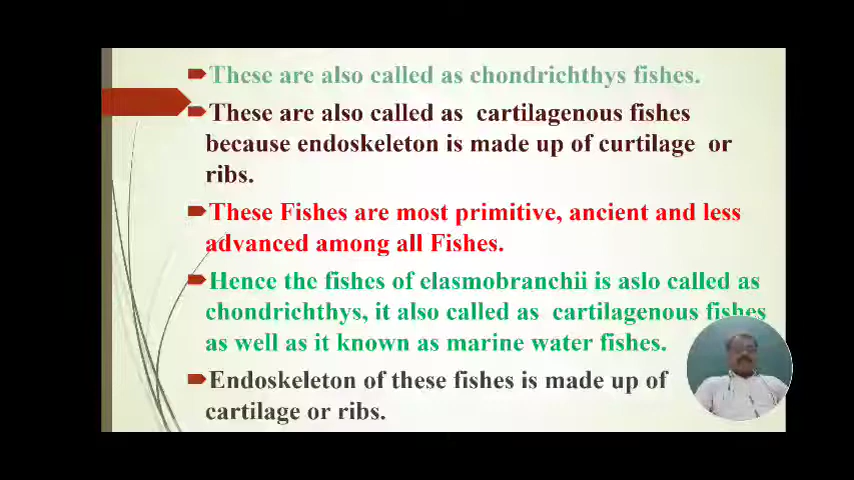 These are also called as chondrichthys fishes.
These are also called as cartilagenous fishes
because endoskeleton is made up of curtilage or
ribs.
These Fishes are most primitive, ancient and less
advanced among all Fishes.
Hence the fishes of elasmobranchii is aslo called as
chondrichthys, it also called as cartilagenous fishes
as well as it known as marine water fishes.
Endoskeleton of these fishes is made up of
cartilage or ribs.